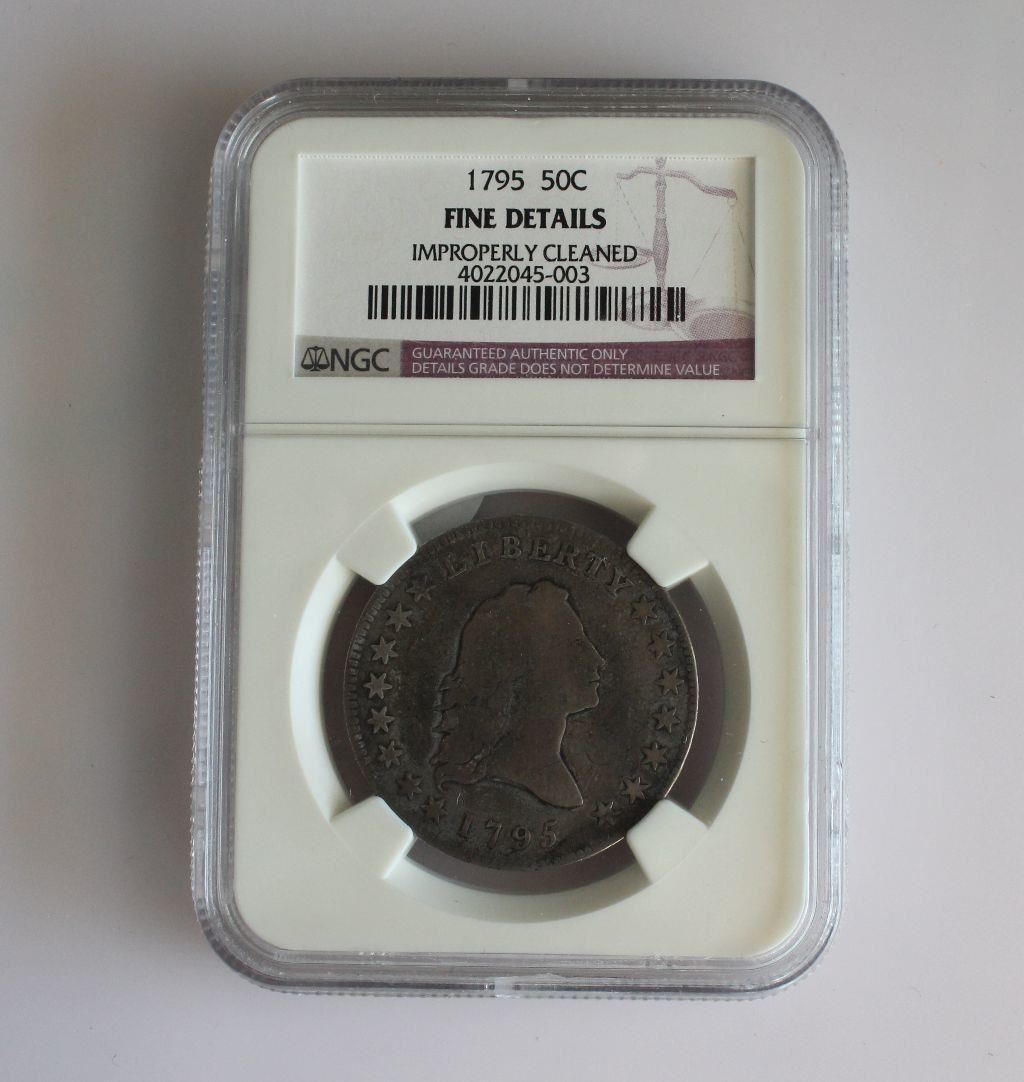 1795 50C
FINE DETAILS
IMPROPERLY CLEANED
4022045-003
NGC GUARANTEED AUTHENTIC ONLY
DETAILS GRADE DOES NOT DETERMINE VALUE
LIBERTY
1795